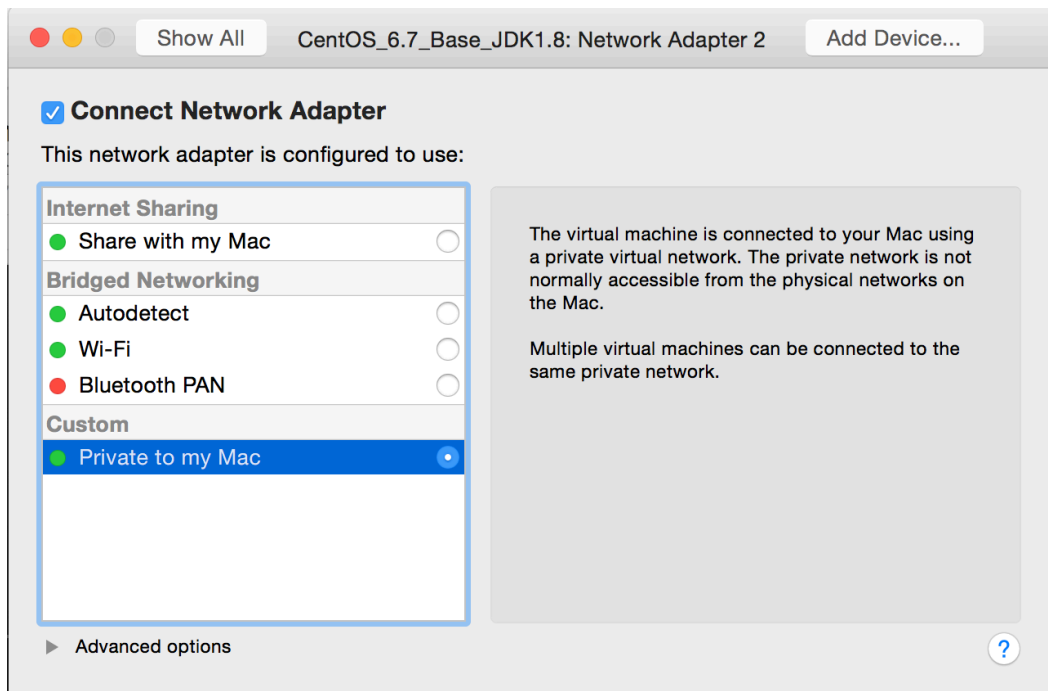 Show All
CentOS_6.7_Base_JDK1.8: Network Adapter 2
Add Device...
Connect Network Adapter
This network adapter is configured to use:
Internet Sharing
Share with my Mac
Bridged Networking
Autodetect
Wi-Fi
Bluetooth PAN
Custom
Private to my Mac
The virtual machine is connected to your Mac using
a private virtual network. The private network is not
normally accessible from the physical networks on
the Mac.
Multiple virtual machines can be connected to the
same private network.
Advanced options
?